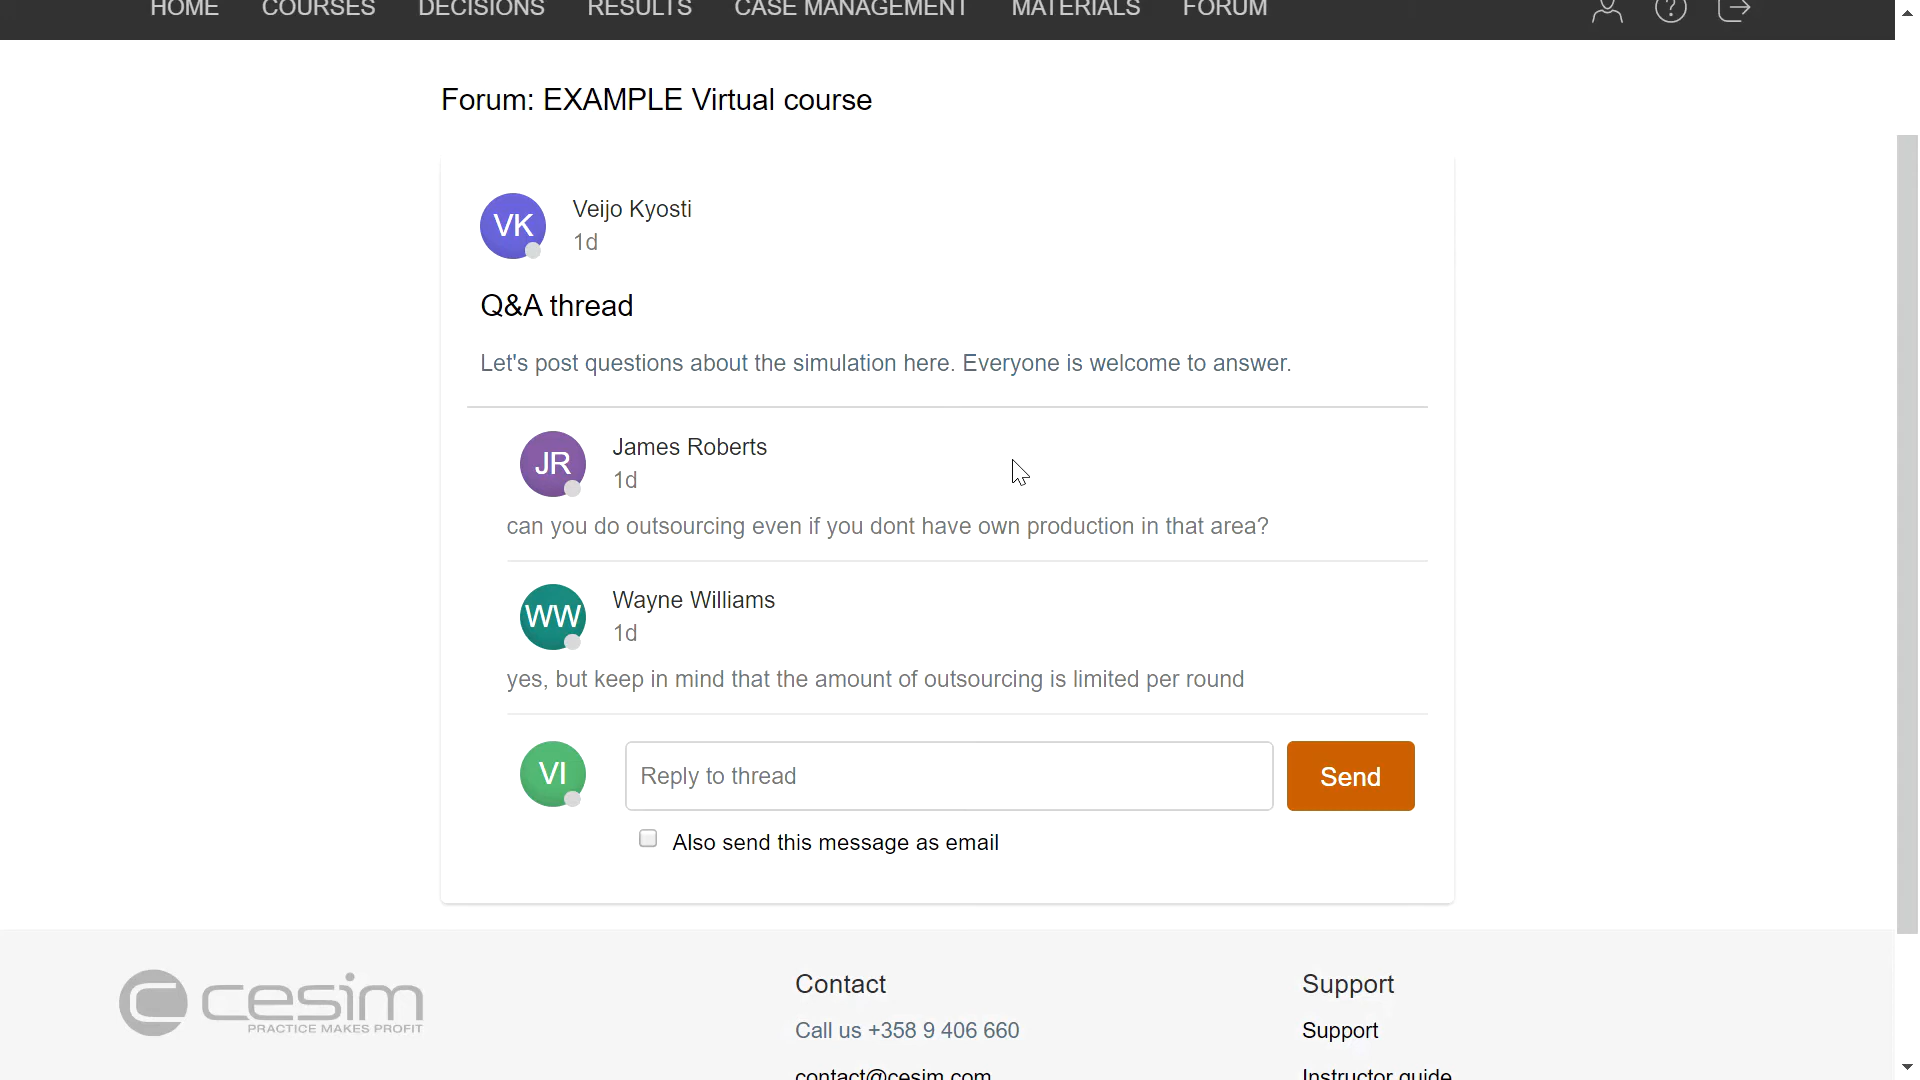 HOME COURSES DECISIONS RESULTS CASE MANAGEMENT MATERIALS FORUM
Forum: EXAMPLE Virtual course
VK
Veijo Kyosti
1d
Q&A thread
Let's post questions about the simulation here. Everyone is welcome to answer.
JR
James Roberts
1d
can you do outsourcing even if you dont have own production in that area?
WW
Wayne Williams
1d
yes, but keep in mind that the amount of outsourcing is limited per round
VI
Reply to thread
Send
Also send this message as email
cesim
PRACTICE MAKES PROFIT
Contact
Call us +358 9 406 660
contact@cesim.com
Support
Support
Instructor guide